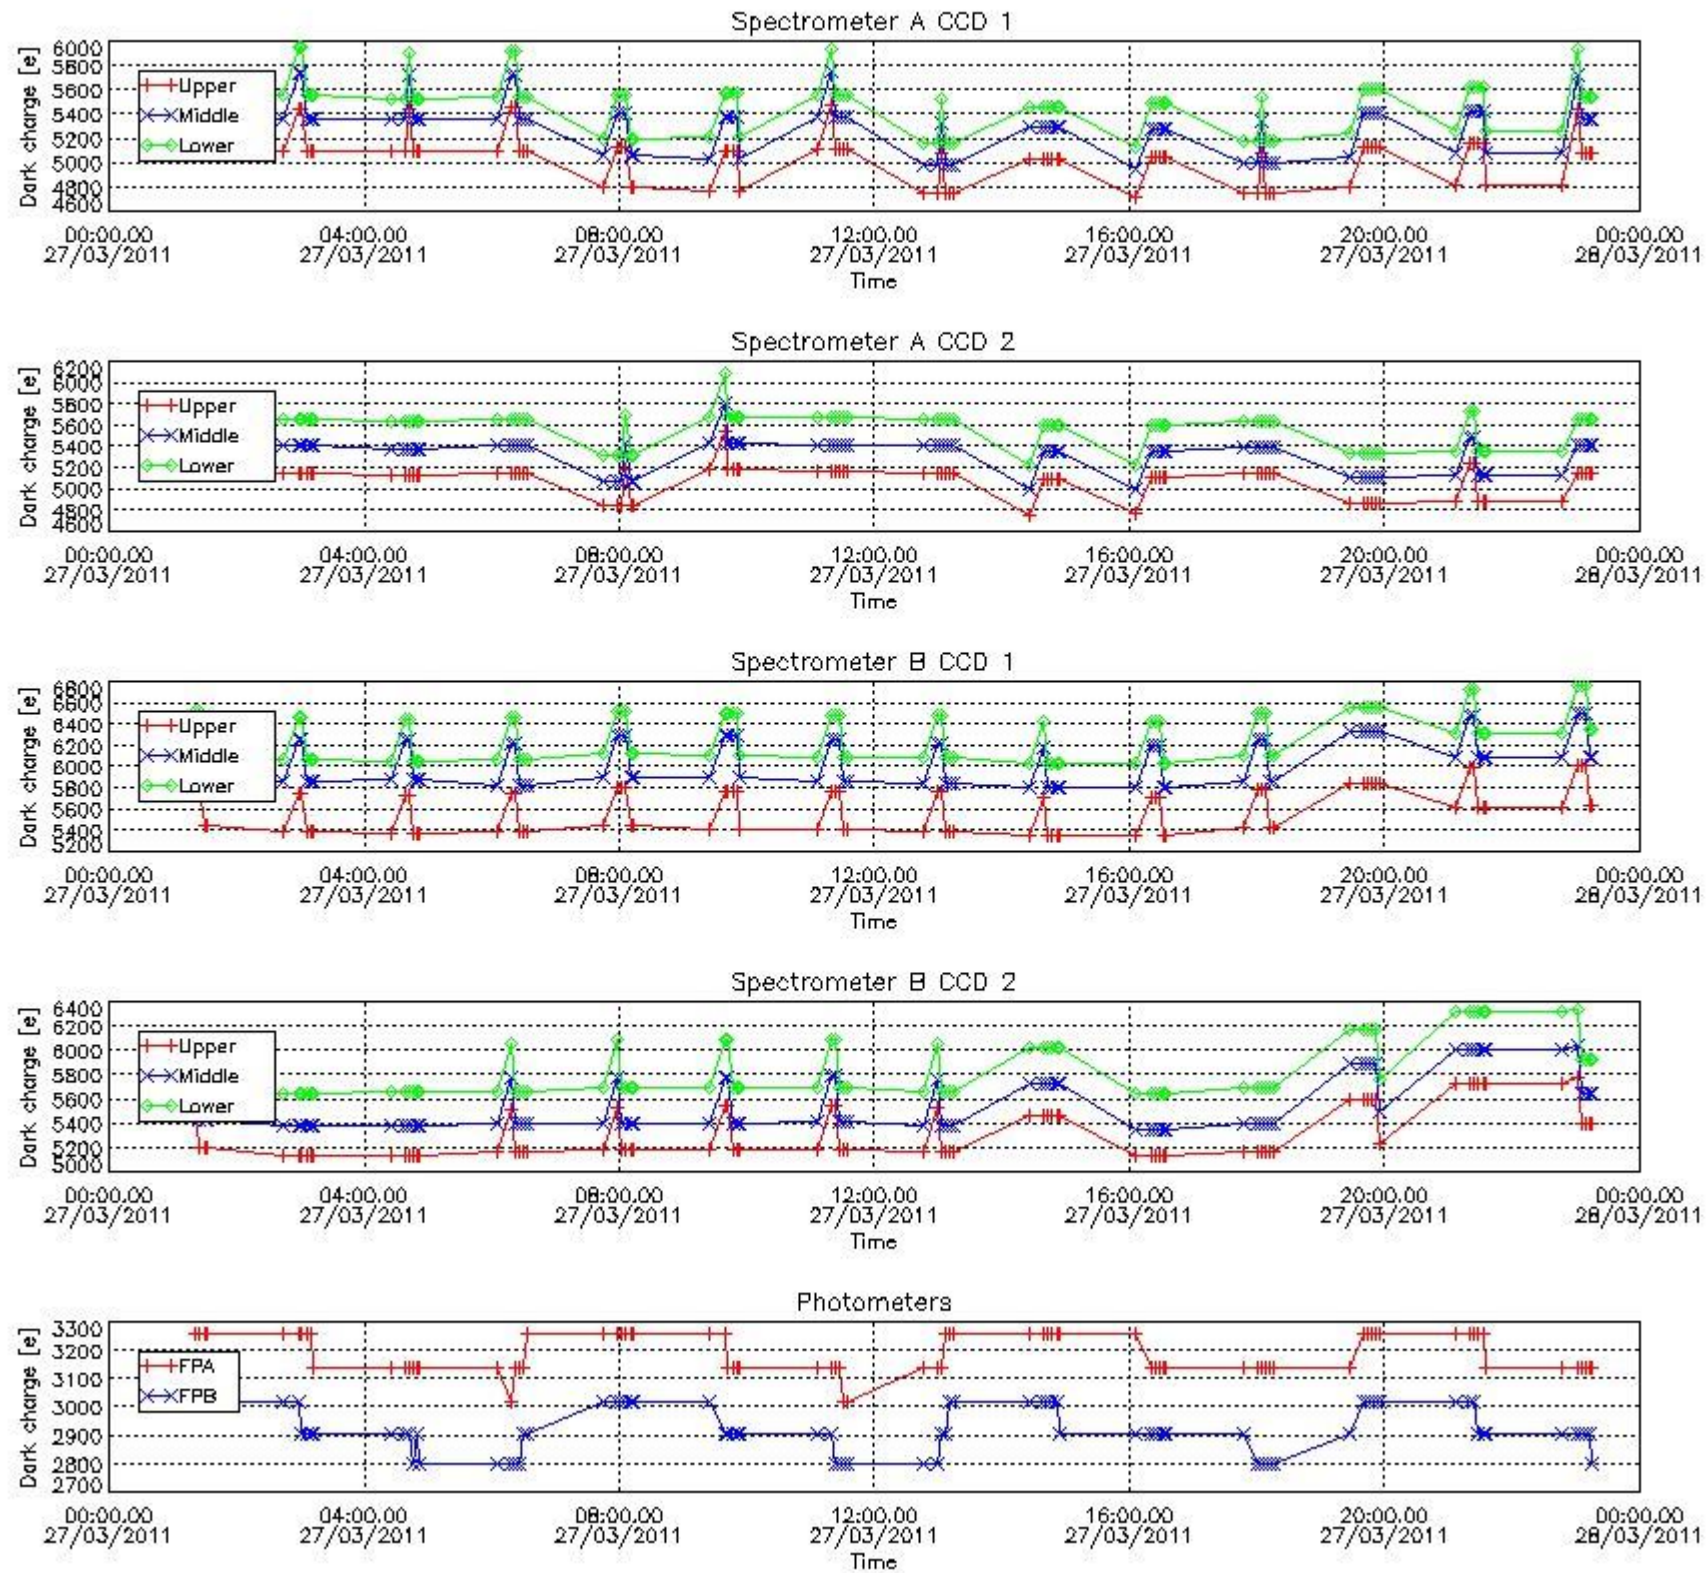 Spectrometer A CCD 1
Dark charge [e]
6000
5800
5600
5400
5200
5000
4800
4600
Upper
Middle
Lower
00:00.00 04:00.00 08:00.00 12:00.00 16:00.00 20:00.00 00:00.00
27/03/2011 27/03/2011 27/03/2011 27/03/2011 27/03/2011 27/03/2011 28/03/2011
Time
Spectrometer A CCD 2
Dark charge [e]
6200
6000
5800
5600
5400
5200
5000
4800
4600
Upper
Middle
Lower
00:00.00 04:00.00 08:00.00 12:00.00 16:00.00 20:00.00 00:00.00
27/03/2011 27/03/2011 27/03/2011 27/03/2011 27/03/2011 27/03/2011 28/03/2011
Time
Spectrometer B CCD 1
Dark charge [e]
6800
6600
6400
6200
6000
5800
5600
5400
5200
Upper
Middle
Lower
00:00.00 04:00.00 08:00.00 12:00.00 16:00.00 20:00.00 00:00.00
27/03/2011 27/03/2011 27/03/2011 27/03/2011 27/03/2011 27/03/2011 28/03/2011
Time
Spectrometer B CCD 2
Dark charge [e]
6400
6200
6000
5800
5600
5400
5200
5000
Upper
Middle
Lower
00:00.00 04:00.00 08:00.00 12:00.00 16:00.00 20:00.00 00:00.00
27/03/2011 27/03/2011 27/03/2011 27/03/2011 27/03/2011 27/03/2011 28/03/2011
Time
Photometers
Dark charge [e]
3300
3200
3100
3000
2900
2800
2700
FPA
FPB
00:00.00 04:00.00 08:00.00 12:00.00 16:00.00 20:00.00 00:00.00
27/03/2011 27/03/2011 27/03/2011 27/03/2011 27/03/2011 27/03/2011 28/03/2011
Time